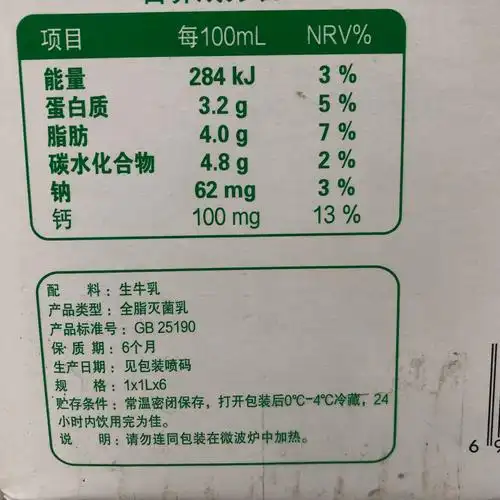 项目 每100mL NRV%
能量 284 kJ 3 %
蛋白质 3.2 g 5 %
脂肪 4.0 g 7 %
碳水化合物 4.8 g 2 %
钠 62 mg 3 %
钙 100 mg 13 %
配 料：生牛乳
产品类型：全脂灭菌乳
产品标准号：GB 25190
保 质 期：6个月
生产日期：见包装喷码
规 格：1x1Lx6
贮存条件：常温密闭保存，打开包装后0℃-4℃冷藏，24
小时内饮用完为佳。
说 明：请勿连同包装在微波炉中加热。
6